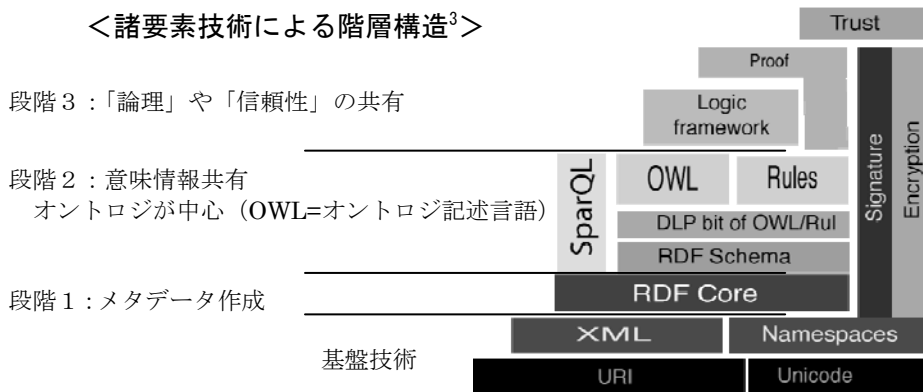 ＜諸要素技術による階層構造3＞
Trust
Proof
段階３：「論理」や「信頼性」の共有
Logic
framework
Signature
Encryption
段階２：意味情報共有
オントロジが中心（OWL=オントロジ記述言語）
SparQL
OWL
Rules
DLP bit of OWL/Rul
RDF Schema
段階１：メタデータ作成
RDF Core
XML
Namespaces
基盤技術
URI
Unicode